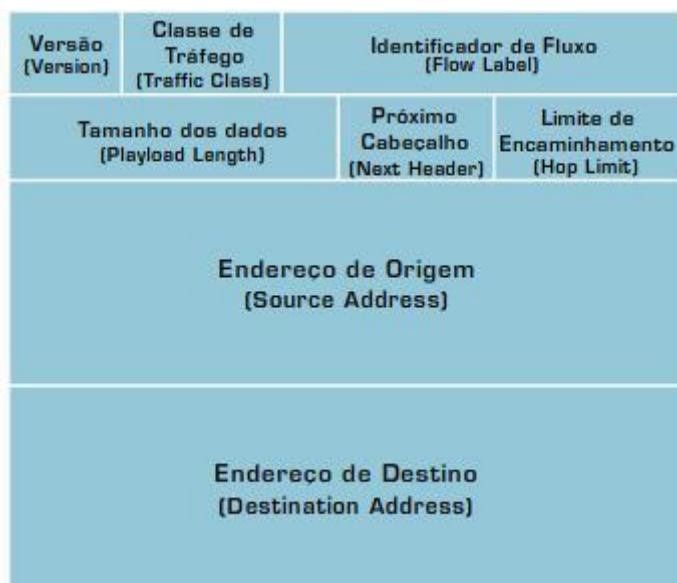 Versão
(Version)
Classe de
Tráfego
(Traffic Class)
Identificador de Fluxo
(Flow Label)
Tamanho dos dados
(Playload Length)
Próximo
Cabeçalho
(Next Header)
Limite de
Encaminhamento
(Hop Limit)
Endereço de Origem
(Source Address)
Endereço de Destino
(Destination Address)